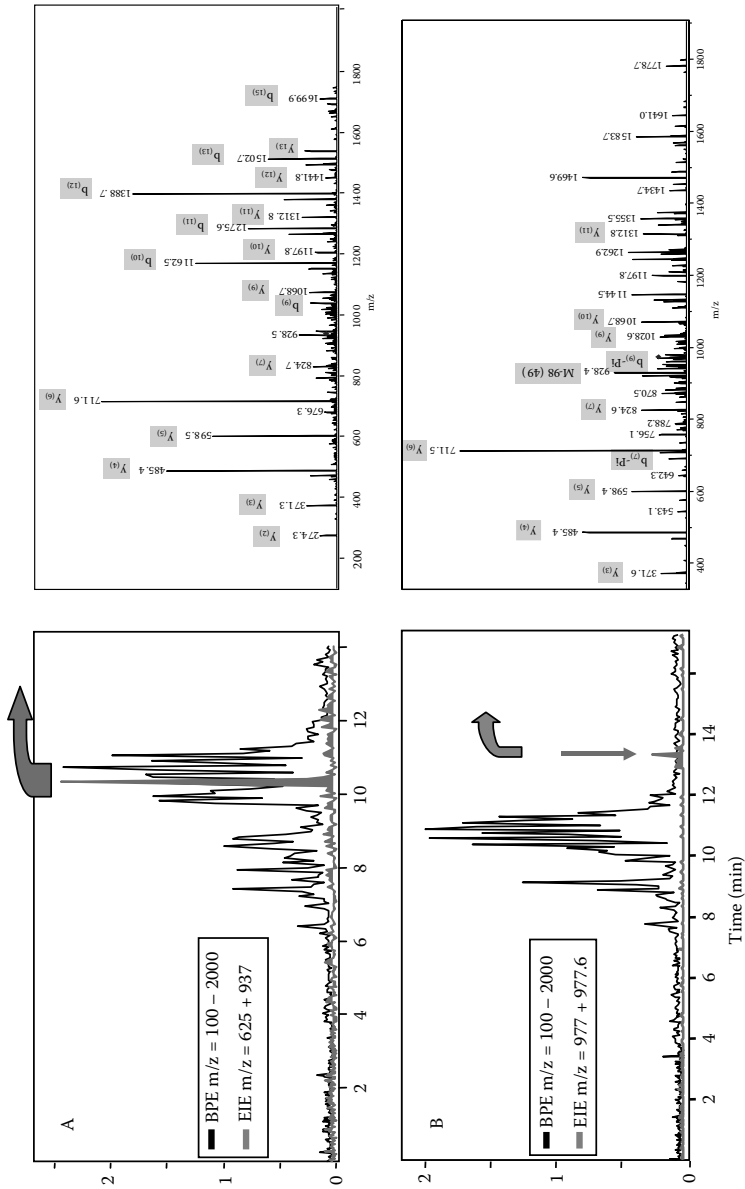 A
BPE m/z = 100 – 2000
EIE m/z = 625 + 937
0
1
2
2
4
6
8
10
12
274.3
Y(2)
371.3
Y(3)
485.4
Y(4)
598.5
Y(5)
676.3
711.6
Y(6)
824.7
Y(7)
928.5
b(9)
1068.7
Y(9)
1162.5
b(10)
1197.8
Y(10)
1275.6
b(11)
1312.8
Y(11)
1388.7
b(12)
1441.8
Y(12)
1502.7
b(13)
Y13
1699.9
b(15)
200
400
600
800
1000
1200
1400
1600
1800
m/z
B
BPE m/z = 100 – 2000
EIE m/z = 977 + 977.6
0
1
2
2
4
6
8
10
12
14
Time (min)
371.6
Y(3)
485.4
Y(4)
543.1
598.4
Y(5)
642.3
b(7)-Pi
711.5
Y(6)
756.1
788.2
824.6
Y(7)
870.5
928.4
M-98 (49)
b(9)-Pi
1028.6
Y(9)
1068.7
Y(10)
1144.5
1197.8
1262.9
1312.8
Y(11)
1355.5
1434.7
1469.6
1583.7
1641.0
1778.7
400
600
800
1000
1200
1400
1600
1800
m/z